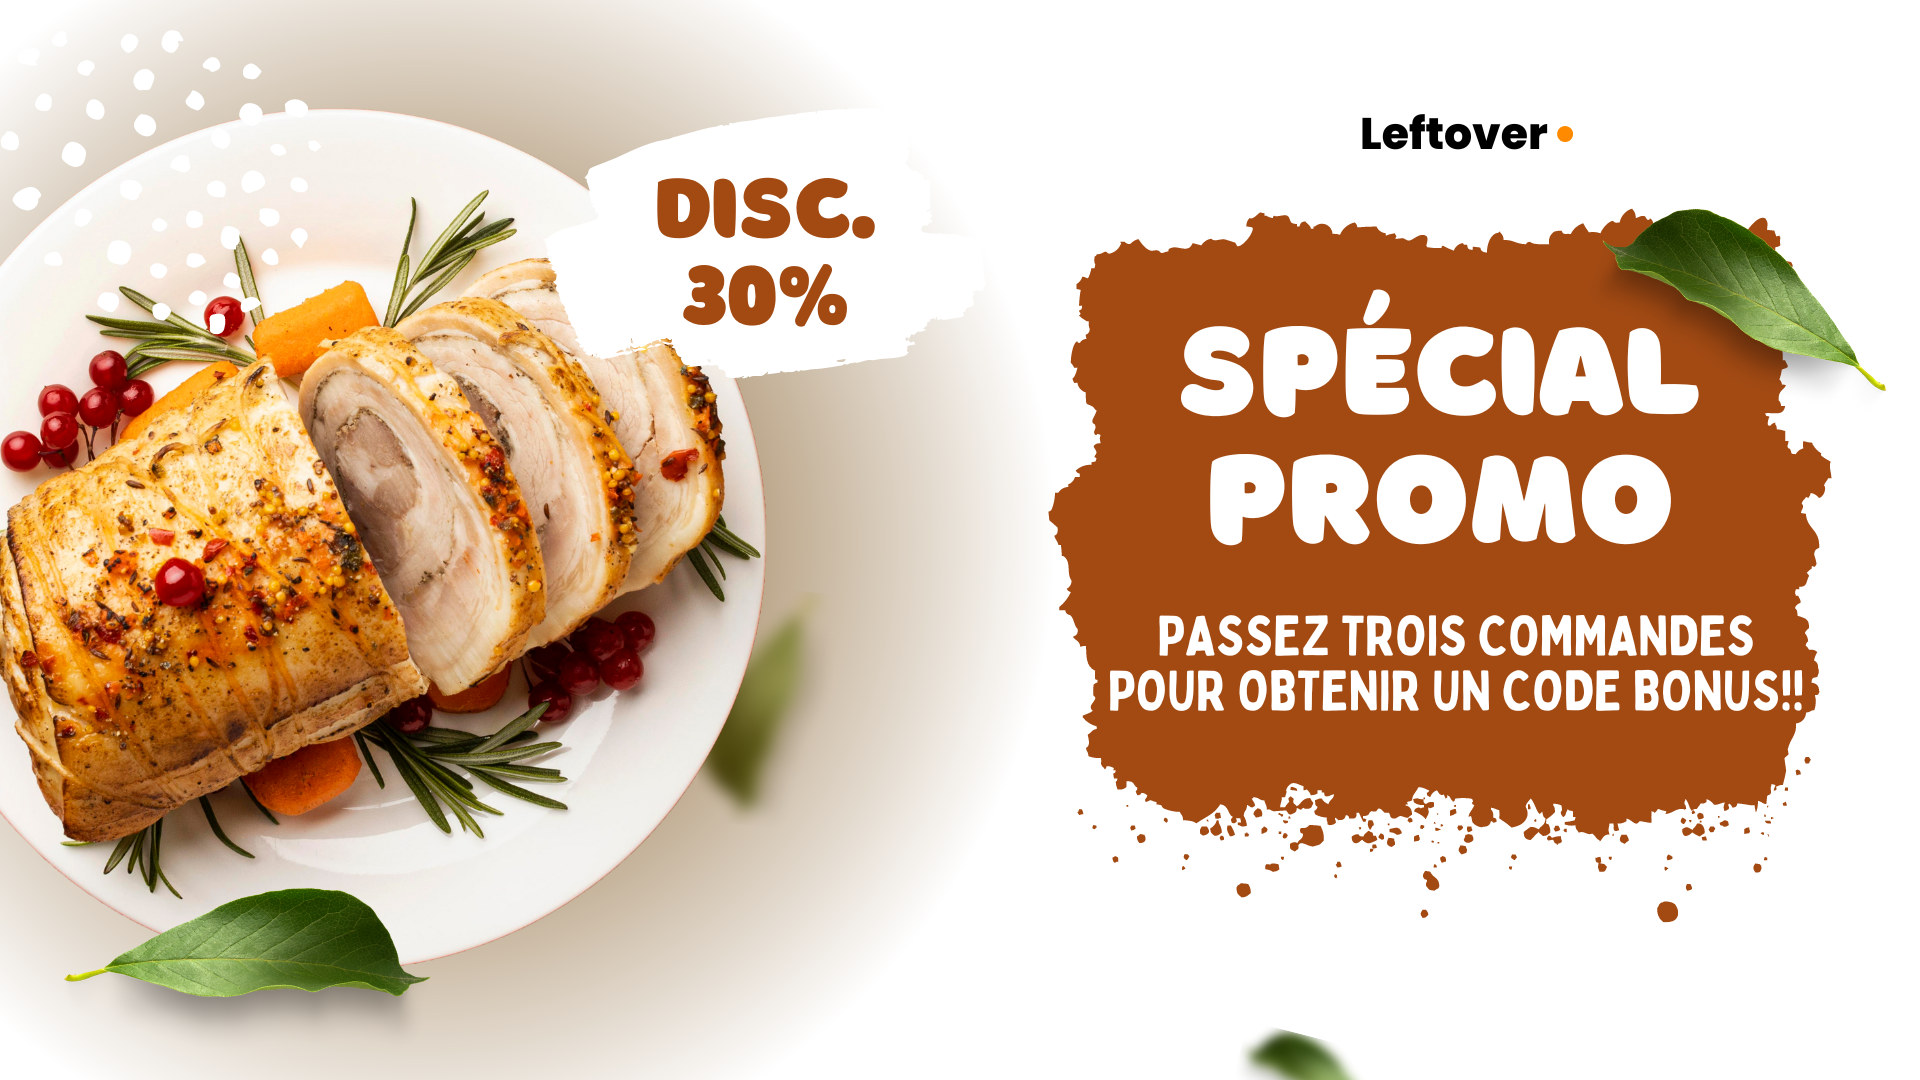 Leftover
DISC.
30%
SPÉCIAL
PROMO
PASSEZ TROIS COMMANDES
POUR OBTENIR UN CODE BONUS!!